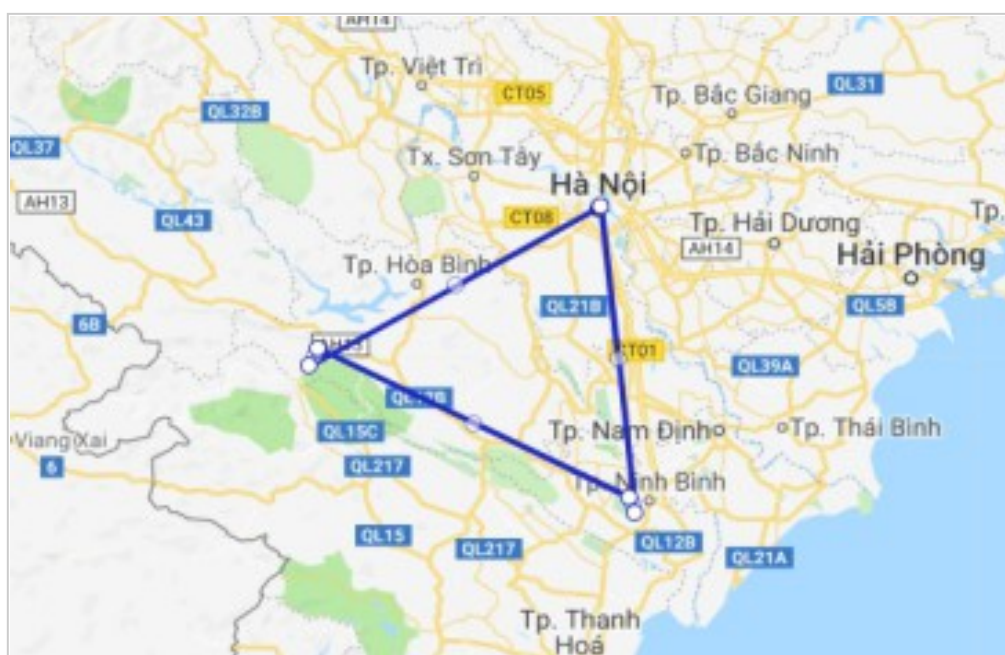 AH14
Tp. Việt Trì
CT05
QL31
Tp. Bắc Giang
QL32B
QL37
Tx. Sơn Tây
Tp. Bắc Ninh
Hà Nội
AH13
QL43
CT08
Tp. Hải Dương
Tp.
AH14
Hải Phòng
Tp. Hòa Bình
QL21B
QL5B
6B
CT01
QL39A
QL15C
Tp. Nam Định
Tp. Thái Bình
Viang Xai
6
QL217
Tp. Ninh Bình
QL15
QL217
QL12B
QL21A
Tp. Thanh
Hoá